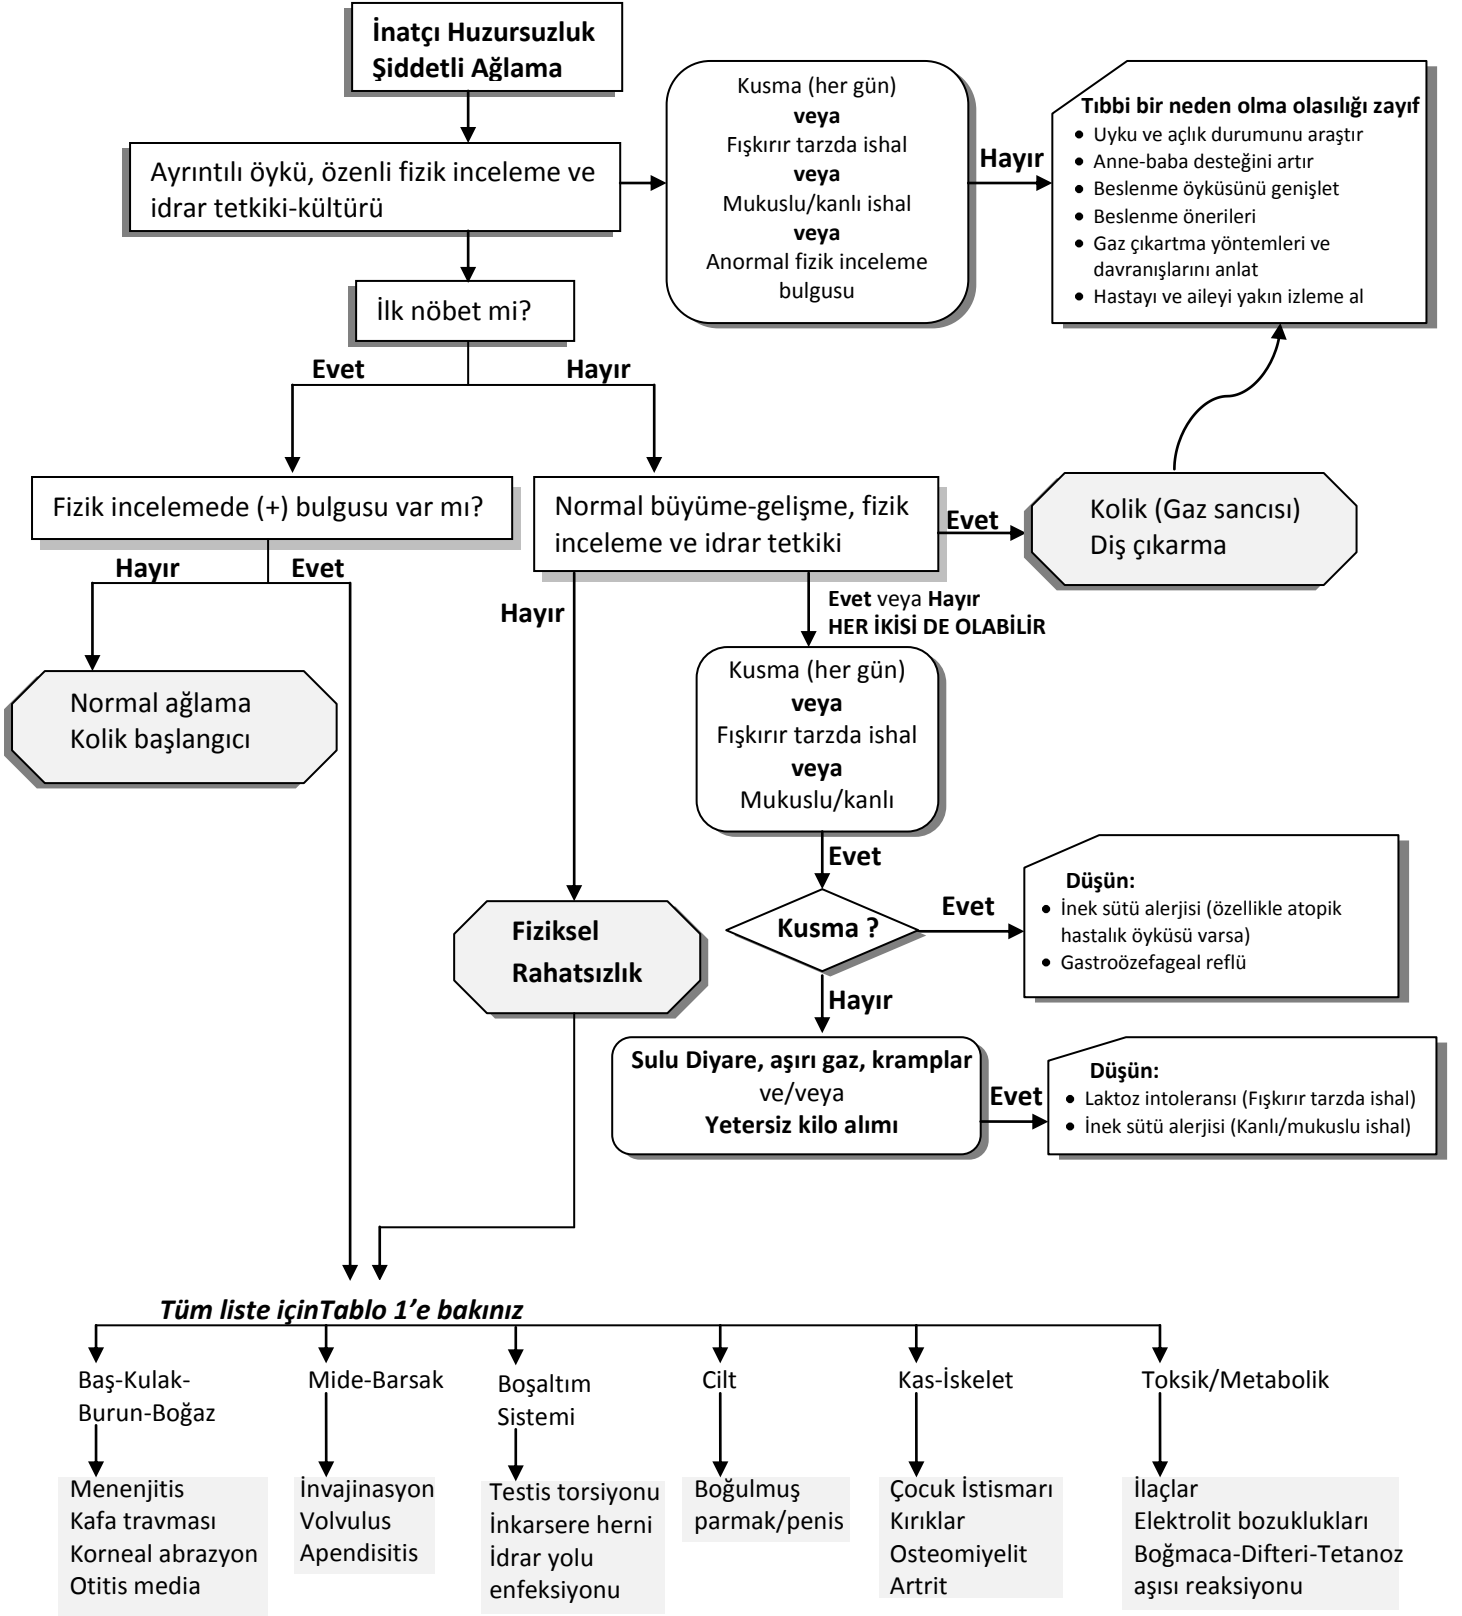 İnatçı Huzursuzluk
Şiddetli Ağlama
Ayrıntılı öykü, özenli fizik inceleme ve
idrar tetkiki-kültürü
Kusma (her gün)
veya
Fışkırır tarzda ishal
veya
Mukuslu/kanlı ishal
veya
Anormal fizik inceleme
bulgusu
Hayır
Tıbbi bir neden olma olasılığı zayıf
• Uyku ve açlık durumunu araştır
• Anne-baba desteğini artır
• Beslenme öyküsünü genişlet
• Beslenme önerileri
• Gaz çıkartma yöntemleri ve
davranışlarını anlat
• Hastayı ve aileyi yakın izleme al
İlk nöbet mi?
Evet
Hayır
Fizik incelemede (+) bulgusu var mı?
Normal büyüme-gelişme, fizik
inceleme ve idrar tetkiki
Evet
Kolik (Gaz sancısı)
Diş çıkarma
Hayır
Evet
Hayır
Evet veya Hayır
HER İKİSİ DE OLABİLİR
Normal ağlama
Kolik başlangıcı
Kusma (her gün)
veya
Fışkırır tarzda ishal
veya
Mukuslu/kanlı
Evet
Kusma ?
Evet
Düşün:
• İnek sütü alerjisi (özellikle atopik
hastalık öyküsü varsa)
• Gastroözefageal reflü
Fiziksel
Rahatsızlık
Hayır
Sulu Diyare, aşırı gaz, kramplar
ve/veya
Yetersiz kilo alımı
Evet
Düşün:
• Laktoz intoleransı (Fışkırır tarzda ishal)
• İnek sütü alerjisi (Kanlı/mukuslu ishal)
Tüm liste içinTablo 1’e bakınız
Baş-Kulak-
Burun-Boğaz
Mide-Barsak
Boşaltım
Sistemi
Cilt
Kas-İskelet
Toksik/Metabolik
Menenjitis
Kafa travması
Korneal abrazyon
Otitis media
İnvajinasyon
Volvulus
Apendisitis
Testis torsiyonu
İnkarsere herni
İdrar yolu
enfeksiyonu
Boğulmuş
parmak/penis
Çocuk İstismarı
Kırıklar
Osteomiyelit
Artrit
İlaçlar
Elektrolit bozuklukları
Boğmaca-Difteri-Tetanoz
aşısı reaksiyonu